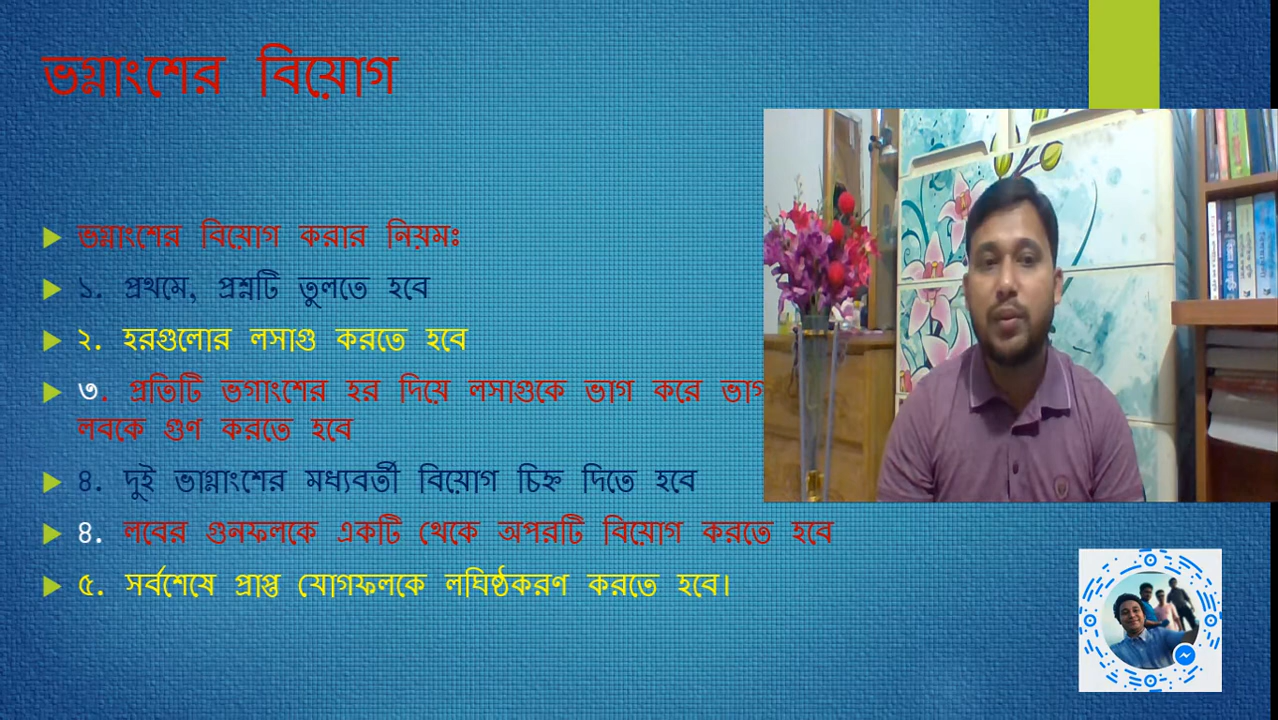 ভগ্নাংশের বিয়োগ
ভগ্নাংশের বিয়োগ করার নিয়মঃ
১. প্রথমে, প্রশ্নটি তুলতে হবে
২. হরগুলোর লসাগু করতে হবে
৩. প্রতিটি ভগাংশের হর দিয়ে লসাগুকে ভাগ করে ভাগ
লবকে গুণ করতে হবে
৪. দুই ভাগ্নাংশের মধ্যবর্তী বিয়োগ চিহ্ন দিতে হবে
৪. লবের গুনফলকে একটি থেকে অপরটি বিয়োগ করতে হবে
৫. সর্বশেষে প্রাপ্ত যোগফলকে লঘিষ্ঠকরণ করতে হবে।